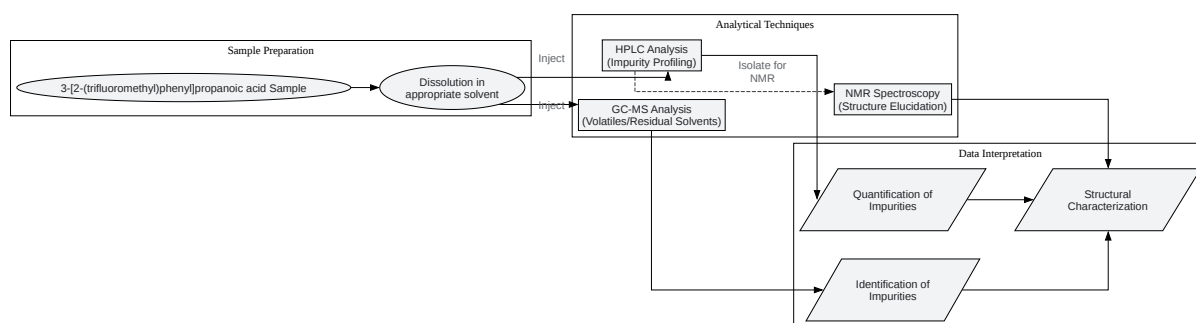 Sample Preparation
3-[2-(trifluoromethyl)phenyl]propanoic acid Sample
Dissolution in
appropriate solvent
Inject
Inject
Analytical Techniques
HPLC Analysis
(Impurity Profiling)
Isolate for
NMR
GC-MS Analysis
(Volatiles/Residual Solvents)
NMR Spectroscopy
(Structure Elucidation)
Data Interpretation
Quantification of
Impurities
Structural
Characterization
Identification of
Impurities